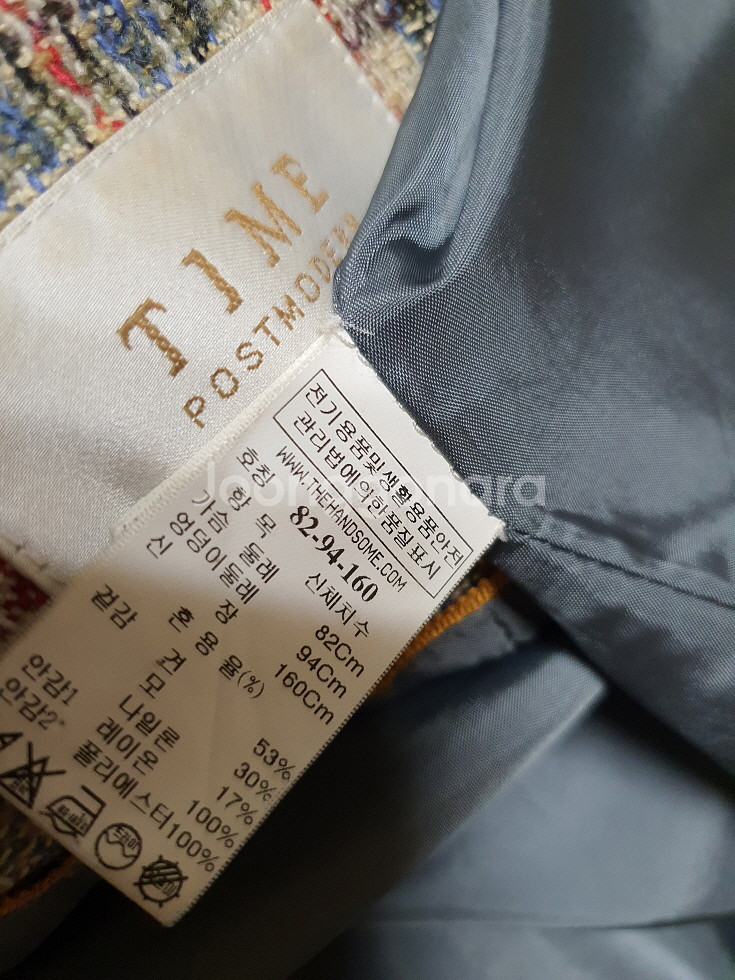 TIME
POSTMODERN
전기용품및생활용품안전
관리법에의한품질표시
WWW.THEHANDSOME.COM
호칭 82-94-160
항 목 신체치수
가슴 둘레 82Cm
엉덩이둘레 94Cm
신 장 160Cm
혼 용 율(%)
겉감 견 53%
모 30%
나일론 17%
안감1 레이온 100%
안감2 폴리에스터100%